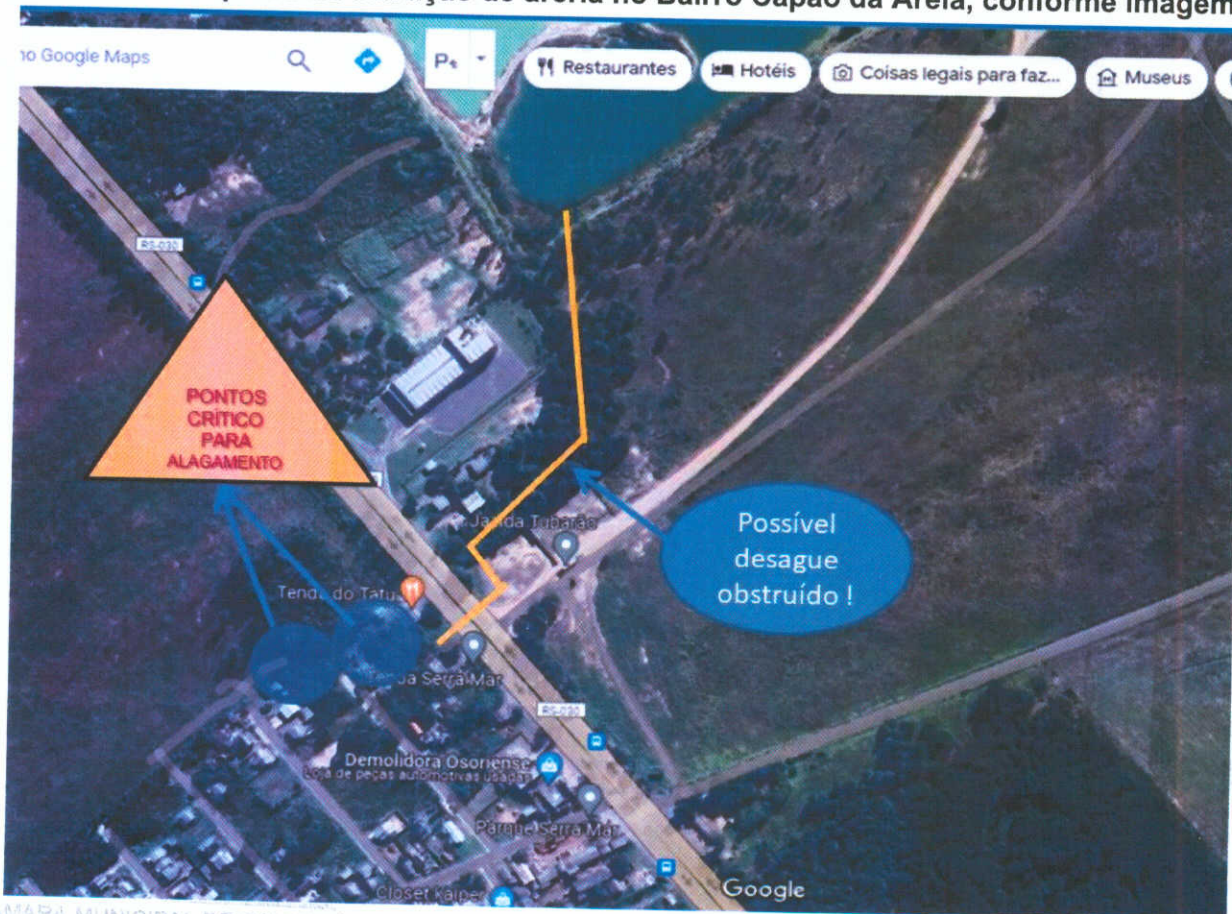 no Bairro Capão da Areia, conforme imagem
no Google Maps
Restaurantes
Hotéis
Coisas legais para faz...
Museus
RS-030
PONTOS
CRÍTICO
PARA
ALAGAMENTO
Possível
desague
obstruído !
Tenda do Tatu
Serra Mar
RS-030
Demolidora Osoriense
Loja de peças automotivas usadas
Parque Serra Mar
Closet Kaiper
Google